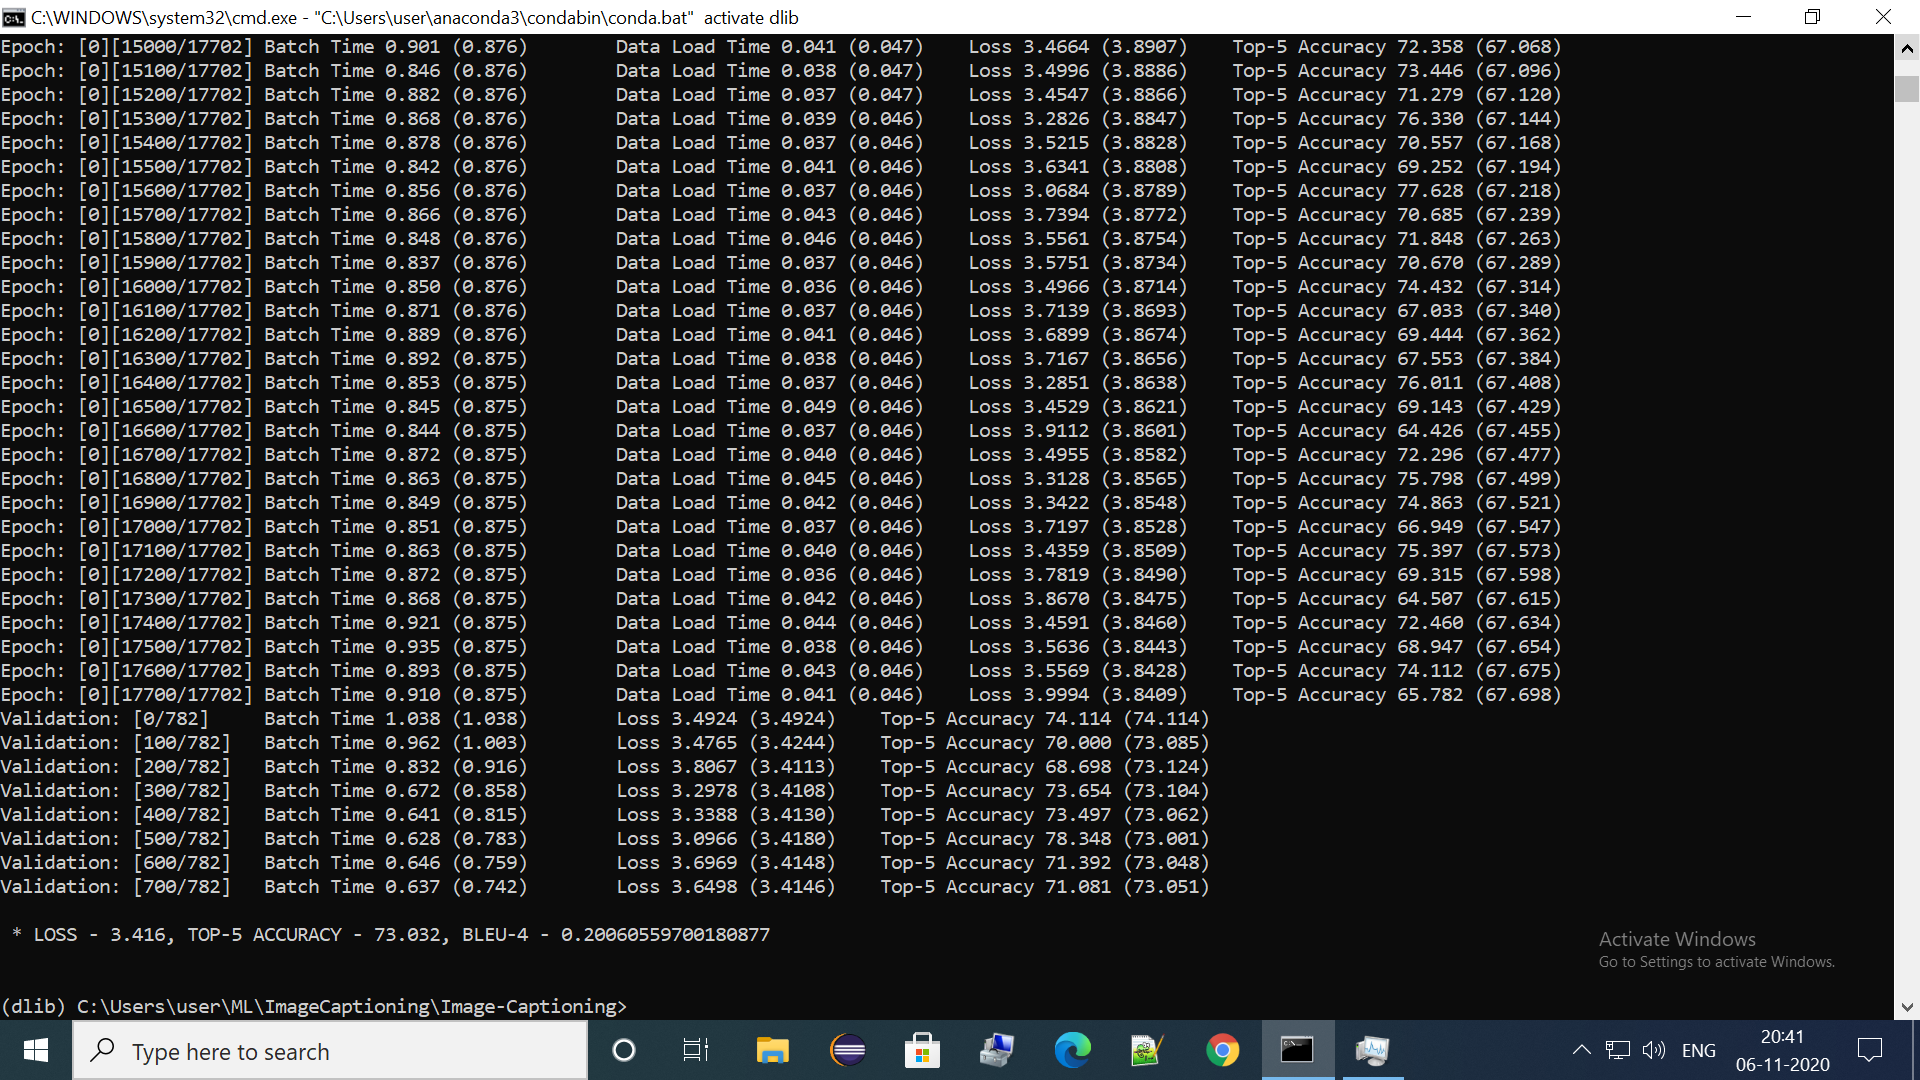 C:\WINDOWS\system32\cmd.exe - "C:\Users\user\anaconda3\condabin\conda.bat" activate dlib
Epoch: [0][15000/17702] Batch Time 0.901 (0.876) Data Load Time 0.041 (0.047) Loss 3.4664 (3.8907) Top-5 Accuracy 72.358 (67.068)
Epoch: [0][15100/17702] Batch Time 0.846 (0.876) Data Load Time 0.038 (0.047) Loss 3.4996 (3.8886) Top-5 Accuracy 73.446 (67.096)
Epoch: [0][15200/17702] Batch Time 0.882 (0.876) Data Load Time 0.037 (0.047) Loss 3.4547 (3.8866) Top-5 Accuracy 71.279 (67.120)
Epoch: [0][15300/17702] Batch Time 0.868 (0.876) Data Load Time 0.039 (0.046) Loss 3.2826 (3.8847) Top-5 Accuracy 76.330 (67.144)
Epoch: [0][15400/17702] Batch Time 0.878 (0.876) Data Load Time 0.037 (0.046) Loss 3.5215 (3.8828) Top-5 Accuracy 70.557 (67.168)
Epoch: [0][15500/17702] Batch Time 0.842 (0.876) Data Load Time 0.041 (0.046) Loss 3.6341 (3.8808) Top-5 Accuracy 69.252 (67.194)
Epoch: [0][15600/17702] Batch Time 0.856 (0.876) Data Load Time 0.037 (0.046) Loss 3.0684 (3.8789) Top-5 Accuracy 77.628 (67.218)
Epoch: [0][15700/17702] Batch Time 0.866 (0.876) Data Load Time 0.043 (0.046) Loss 3.7394 (3.8772) Top-5 Accuracy 70.685 (67.239)
Epoch: [0][15800/17702] Batch Time 0.848 (0.876) Data Load Time 0.046 (0.046) Loss 3.5561 (3.8754) Top-5 Accuracy 71.848 (67.263)
Epoch: [0][15900/17702] Batch Time 0.837 (0.876) Data Load Time 0.037 (0.046) Loss 3.5751 (3.8734) Top-5 Accuracy 70.670 (67.289)
Epoch: [0][16000/17702] Batch Time 0.850 (0.876) Data Load Time 0.036 (0.046) Loss 3.4966 (3.8714) Top-5 Accuracy 74.432 (67.314)
Epoch: [0][16100/17702] Batch Time 0.871 (0.876) Data Load Time 0.037 (0.046) Loss 3.7139 (3.8693) Top-5 Accuracy 67.033 (67.340)
Epoch: [0][16200/17702] Batch Time 0.889 (0.876) Data Load Time 0.041 (0.046) Loss 3.6899 (3.8674) Top-5 Accuracy 69.444 (67.362)
Epoch: [0][16300/17702] Batch Time 0.892 (0.875) Data Load Time 0.038 (0.046) Loss 3.7167 (3.8656) Top-5 Accuracy 67.553 (67.384)
Epoch: [0][16400/17702] Batch Time 0.853 (0.875) Data Load Time 0.037 (0.046) Loss 3.2851 (3.8638) Top-5 Accuracy 76.011 (67.408)
Epoch: [0][16500/17702] Batch Time 0.845 (0.875) Data Load Time 0.049 (0.046) Loss 3.4529 (3.8621) Top-5 Accuracy 69.143 (67.429)
Epoch: [0][16600/17702] Batch Time 0.844 (0.875) Data Load Time 0.037 (0.046) Loss 3.9112 (3.8601) Top-5 Accuracy 64.426 (67.455)
Epoch: [0][16700/17702] Batch Time 0.872 (0.875) Data Load Time 0.040 (0.046) Loss 3.4955 (3.8582) Top-5 Accuracy 72.296 (67.477)
Epoch: [0][16800/17702] Batch Time 0.863 (0.875) Data Load Time 0.045 (0.046) Loss 3.3128 (3.8565) Top-5 Accuracy 75.798 (67.499)
Epoch: [0][16900/17702] Batch Time 0.849 (0.875) Data Load Time 0.042 (0.046) Loss 3.3422 (3.8548) Top-5 Accuracy 74.863 (67.521)
Epoch: [0][17000/17702] Batch Time 0.851 (0.875) Data Load Time 0.037 (0.046) Loss 3.7197 (3.8528) Top-5 Accuracy 66.949 (67.547)
Epoch: [0][17100/17702] Batch Time 0.863 (0.875) Data Load Time 0.040 (0.046) Loss 3.4359 (3.8509) Top-5 Accuracy 75.397 (67.573)
Epoch: [0][17200/17702] Batch Time 0.872 (0.875) Data Load Time 0.036 (0.046) Loss 3.7819 (3.8490) Top-5 Accuracy 69.315 (67.598)
Epoch: [0][17300/17702] Batch Time 0.868 (0.875) Data Load Time 0.042 (0.046) Loss 3.8670 (3.8475) Top-5 Accuracy 64.507 (67.615)
Epoch: [0][17400/17702] Batch Time 0.921 (0.875) Data Load Time 0.044 (0.046) Loss 3.4591 (3.8460) Top-5 Accuracy 72.460 (67.634)
Epoch: [0][17500/17702] Batch Time 0.935 (0.875) Data Load Time 0.038 (0.046) Loss 3.5636 (3.8443) Top-5 Accuracy 68.947 (67.654)
Epoch: [0][17600/17702] Batch Time 0.893 (0.875) Data Load Time 0.043 (0.046) Loss 3.5569 (3.8428) Top-5 Accuracy 74.112 (67.675)
Epoch: [0][17700/17702] Batch Time 0.910 (0.875) Data Load Time 0.041 (0.046) Loss 3.9994 (3.8409) Top-5 Accuracy 65.782 (67.698)
Validation: [0/782] Batch Time 1.038 (1.038) Loss 3.4924 (3.4924) Top-5 Accuracy 74.114 (74.114)
Validation: [100/782] Batch Time 0.962 (1.003) Loss 3.4765 (3.4244) Top-5 Accuracy 70.000 (73.085)
Validation: [200/782] Batch Time 0.832 (0.916) Loss 3.8067 (3.4113) Top-5 Accuracy 68.698 (73.124)
Validation: [300/782] Batch Time 0.672 (0.858) Loss 3.2978 (3.4108) Top-5 Accuracy 73.654 (73.104)
Validation: [400/782] Batch Time 0.641 (0.815) Loss 3.3388 (3.4130) Top-5 Accuracy 73.497 (73.062)
Validation: [500/782] Batch Time 0.628 (0.783) Loss 3.0966 (3.4180) Top-5 Accuracy 78.348 (73.001)
Validation: [600/782] Batch Time 0.646 (0.759) Loss 3.6969 (3.4148) Top-5 Accuracy 71.392 (73.048)
Validation: [700/782] Batch Time 0.637 (0.742) Loss 3.6498 (3.4146) Top-5 Accuracy 71.081 (73.051)
* LOSS - 3.416, TOP-5 ACCURACY - 73.032, BLEU-4 - 0.20060559700180877
Activate Windows
Go to Settings to activate Windows.
(dlib) C:\Users\user\ML\ImageCaptioning\Image-Captioning>
Type here to search
ENG
20:41
06-11-2020